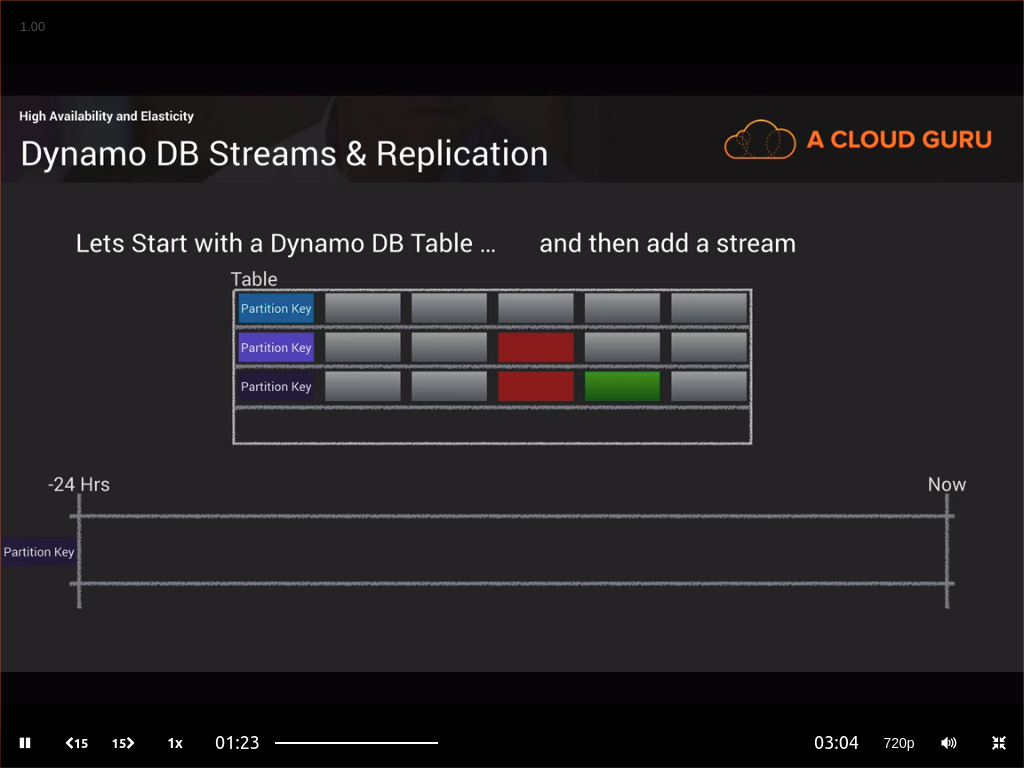 1.00
High Availability and Elasticity
Dynamo DB Streams & Replication
A CLOUD GURU
Lets Start with a Dynamo DB Table ... and then add a stream
Table
Partition Key
Partition Key
Partition Key
-24 Hrs Now
Partition Key
15 15 1x 01:23 03:04 720p